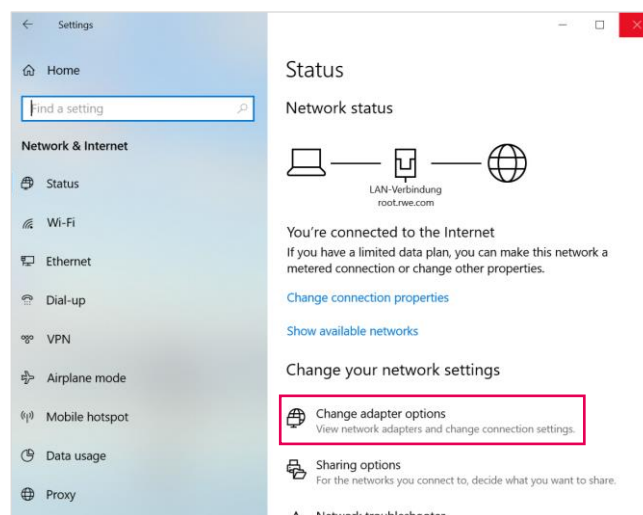 Settings
Home
Find a setting
Network & Internet
Status
Wi-Fi
Ethernet
Dial-up
VPN
Airplane mode
Mobile hotspot
Data usage
Proxy
Status
Network status
LAN-Verbindung
root.rwe.com
You're connected to the Internet
If you have a limited data plan, you can make this network a
metered connection or change other properties.
Change connection properties
Show available networks
Change your network settings
Change adapter options
View network adapters and change connection settings.
Sharing options
For the networks you connect to, decide what you want to share.
Network troubleshooter